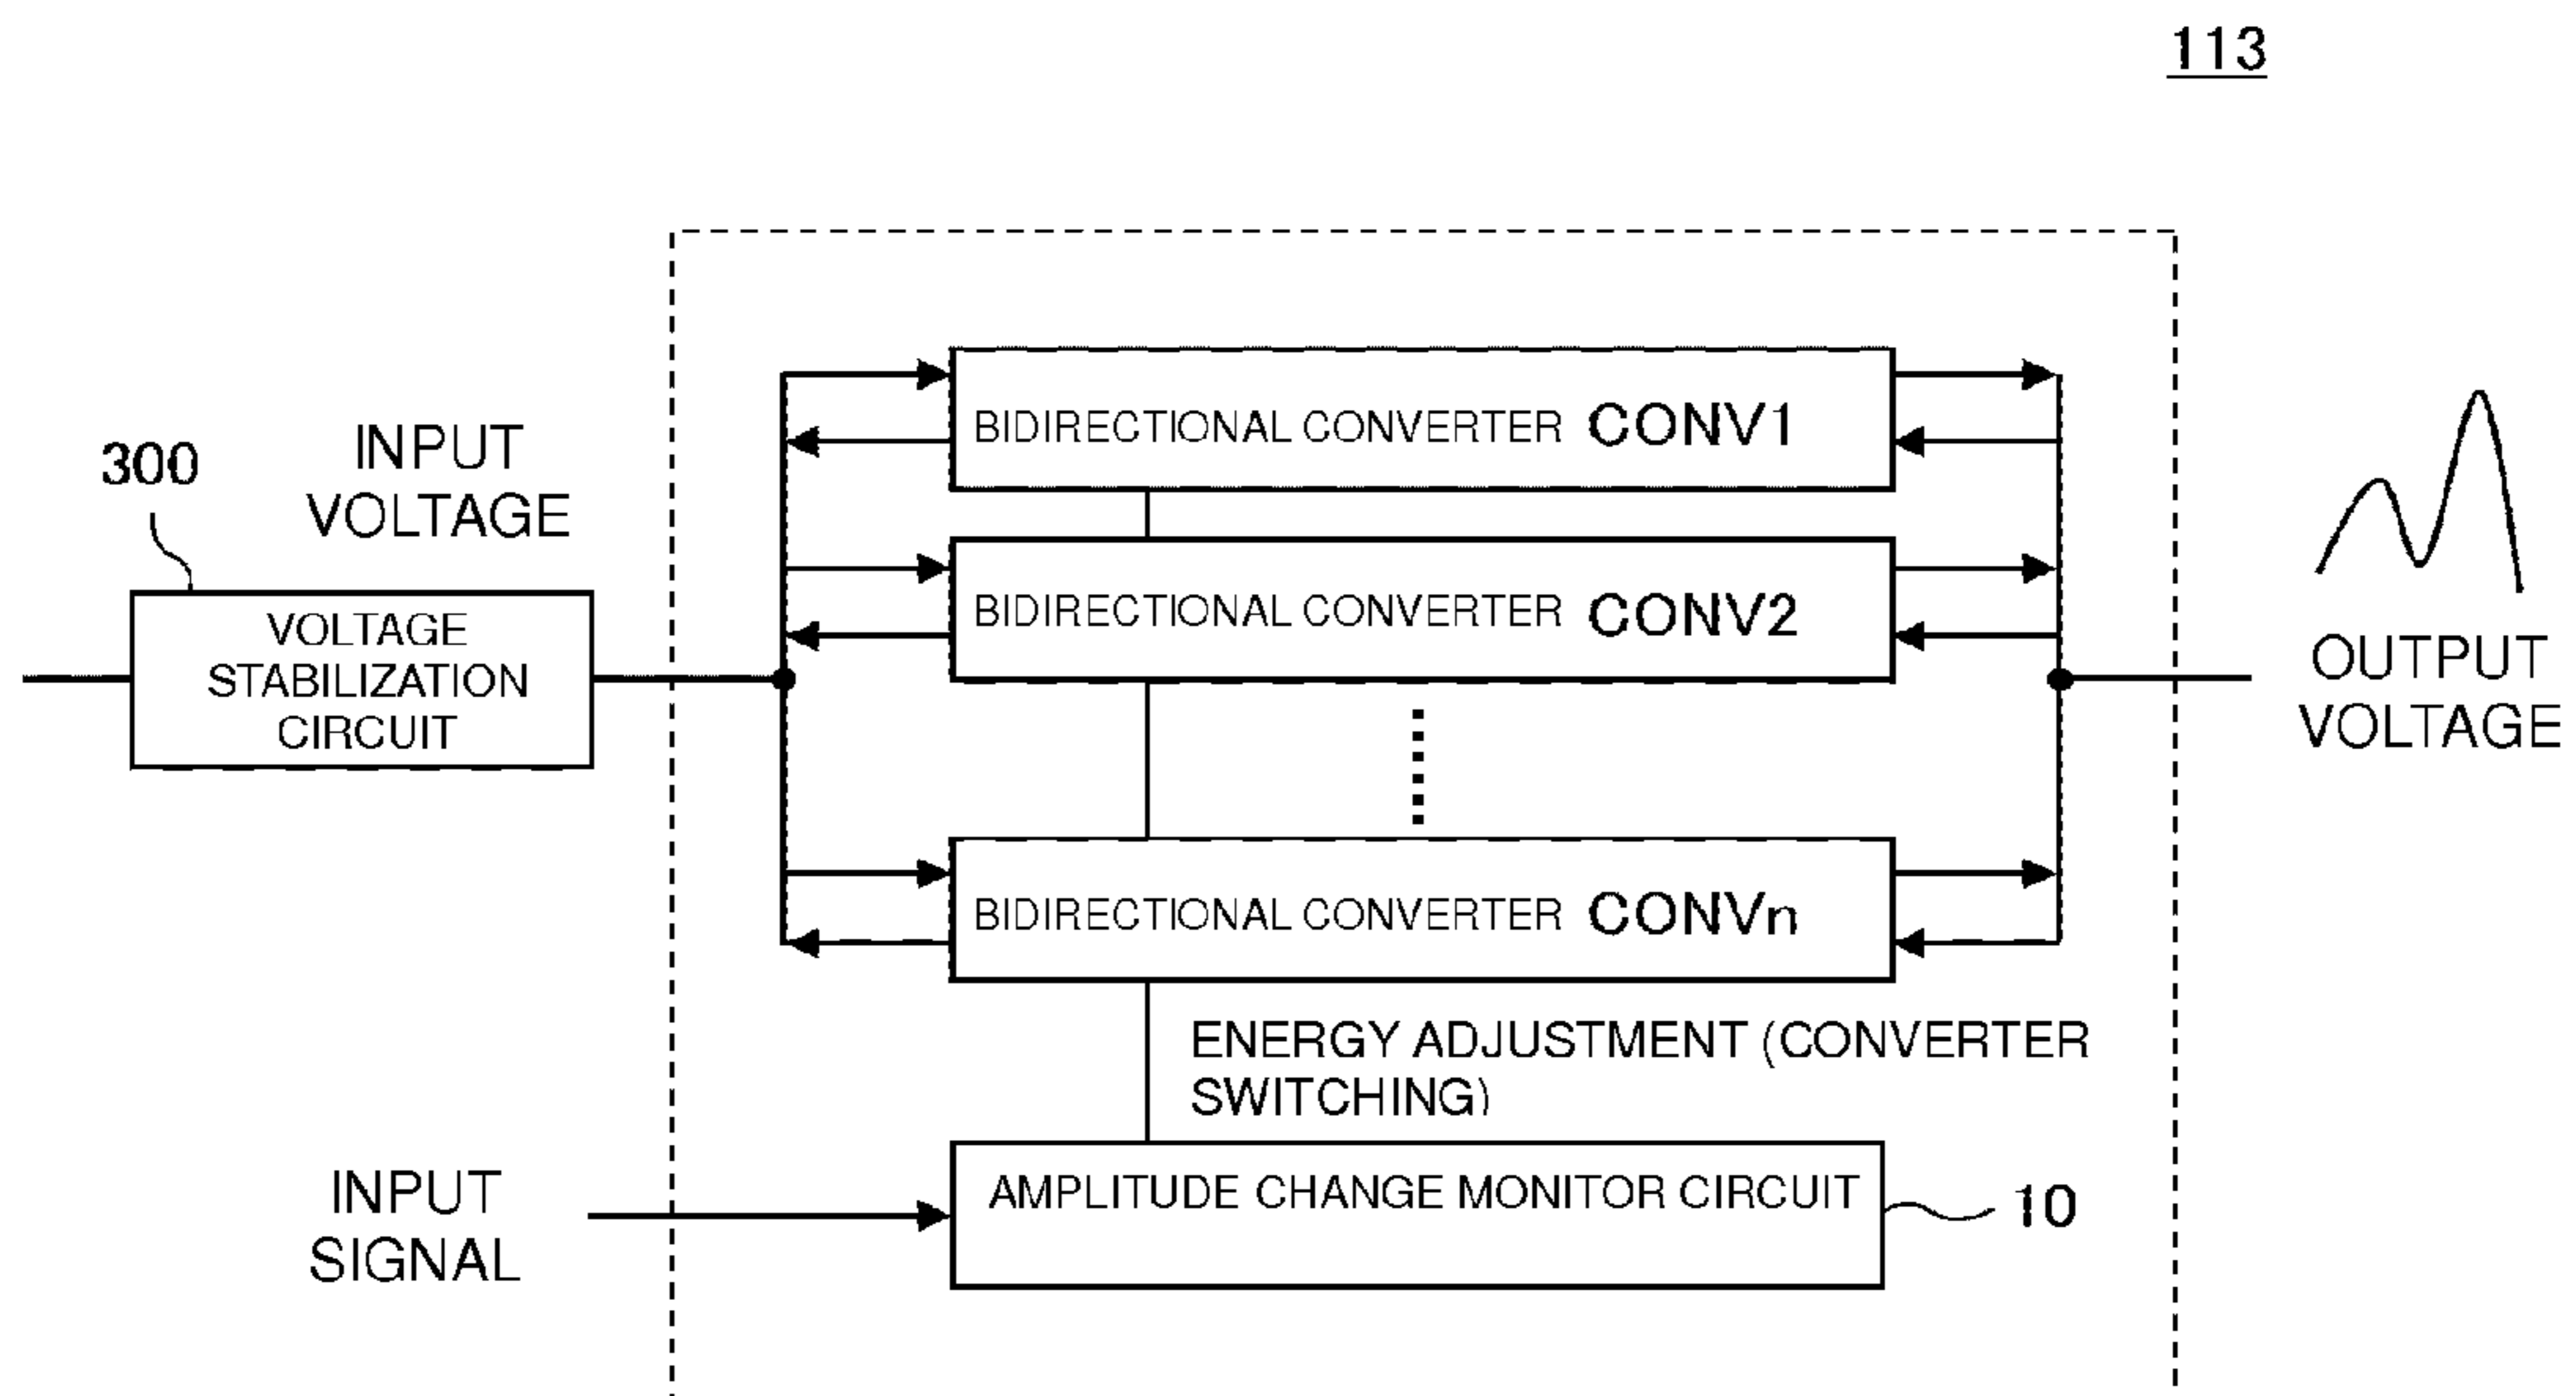 113
300
INPUT
VOLTAGE
VOLTAGE
STABILIZATION
CIRCUIT
BIDIRECTIONAL CONVERTER CONV1
BIDIRECTIONAL CONVERTER CONV2
BIDIRECTIONAL CONVERTER CONVn
OUTPUT
VOLTAGE
ENERGY ADJUSTMENT (CONVERTER
SWITCHING)
INPUT
SIGNAL
AMPLITUDE CHANGE MONITOR CIRCUIT
10